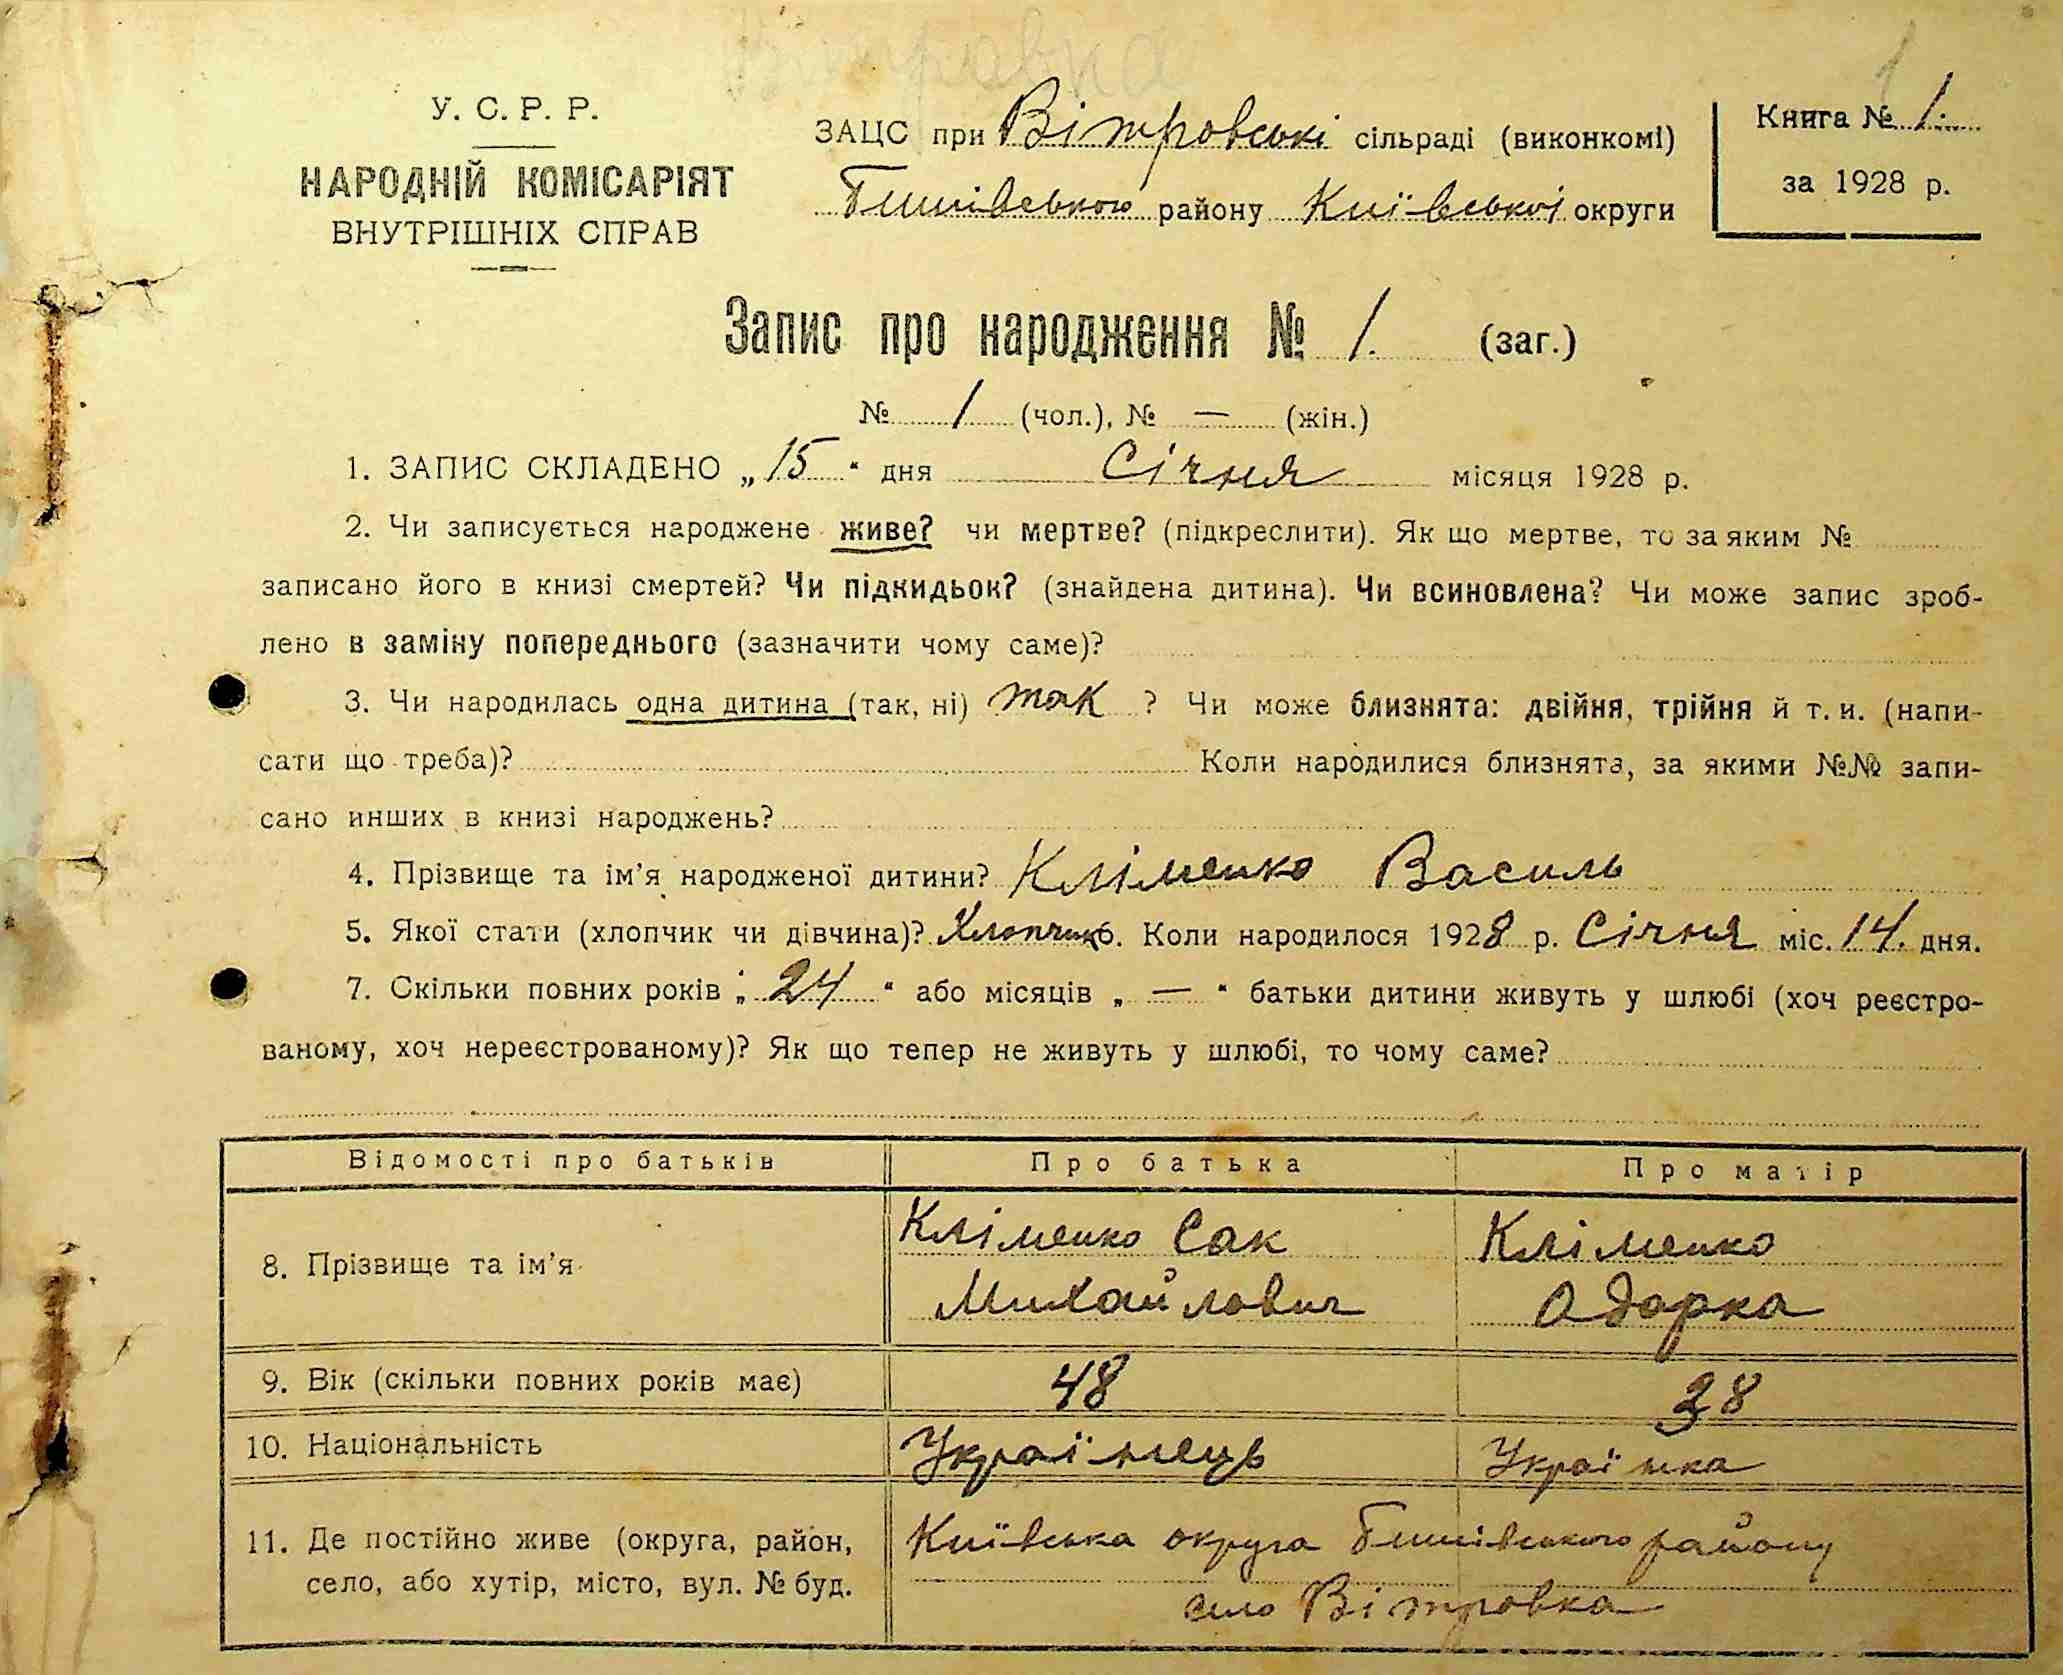 Вітравка
1
У. С. Р. Р.
НАРОДНІЙ КОМІСАРІЯТ
ВНУТРІШНІХ СПРАВ
ЗАЦС при Вітровські сільраді (виконкомі)
Бишівського району Київської округи
Книга № 1.
за 1928 р.
Запис про народження № 1. (заг.)
№ 1 (чол.), № — (жін.)
1. ЗАПИС СКЛАДЕНО „15“ дня Січня місяця 1928 р.
2. Чи записується народжене живе? чи мертве? (підкреслити). Як що мертве, то за яким №
записано його в книзі смертей? Чи підкидьок? (знайдена дитина). Чи всиновлена? Чи може запис зроб-
лено в заміну попереднього (зазначити чому саме)?
3. Чи народилась одна дитина (так, ні) так ? Чи може близнята: двійня, трійня й т. и. (напи-
сати що треба)? Коли народилися близнята, за якими №№ запи-
сано инших в книзі народжень?
4. Прізвище та ім’я народженої дитини? Кліменко Василь
5. Якої стати (хлопчик чи дівчина)? Хлопчик 6. Коли народилося 1928 р. Січня міс. 14. дня.
7. Скільки повних років „24“ або місяців „—“ батьки дитини живуть у шлюбі (хоч реєстро-
ваному, хоч нереєстрованому)? Як що тепер не живуть у шлюбі, то чому саме?
Відомості про батьків Про батька Про матір
8. Прізвище та ім’я
Кліменко Сак
Михайлович
Кліменко
Одарка
9. Вік (скільки повних років має) 48 38
10. Національність Украінець Украінка
11. Де постійно живе (округа, район,
село, або хутір, місто, вул. № буд.
Київська округа Бишівського району
село Вітровка